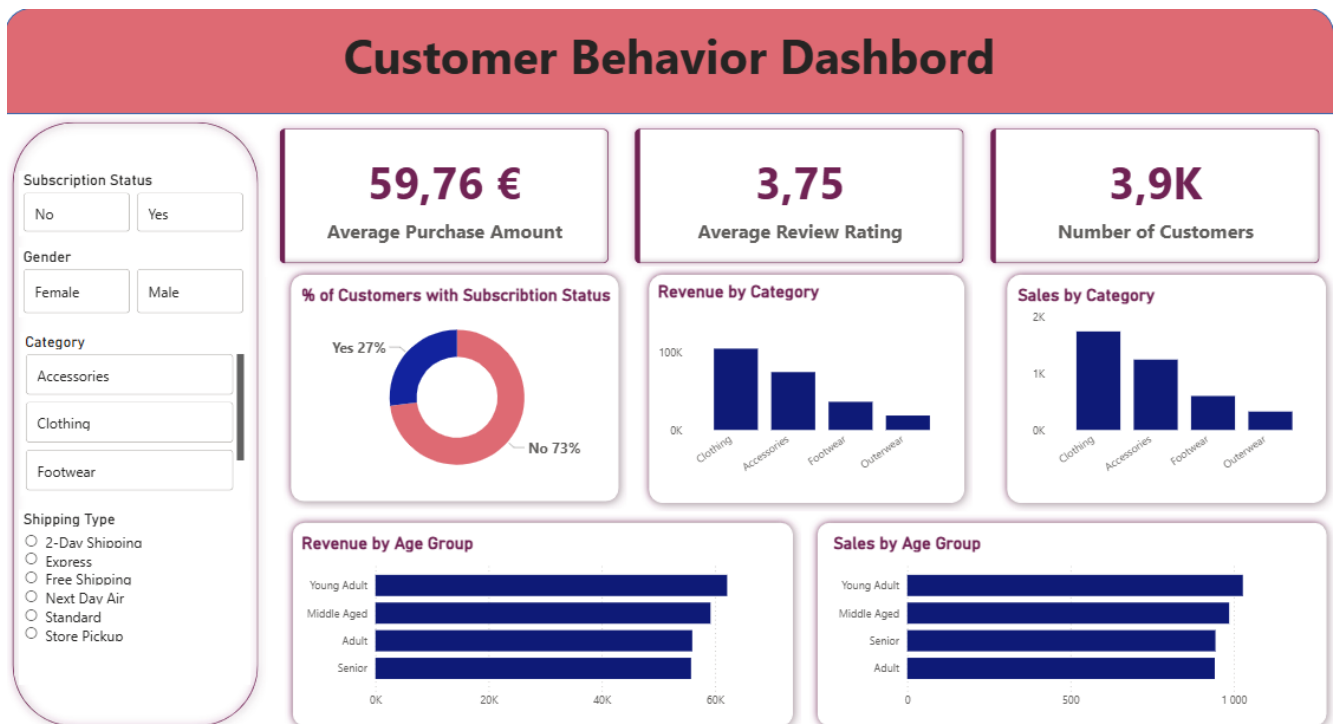 Customer Behavior Dashbord
Subscription Status
No
Yes
Gender
Female
Male
Category
Accessories
Clothing
Footwear
Shipping Type
2-Day Shipping
Express
Free Shipping
Next Day Air
Standard
Store Pickup
59,76 €
Average Purchase Amount
3,75
Average Review Rating
3,9K
Number of Customers
% of Customers with Subscribtion Status
Yes 27%
No 73%
Revenue by Category
100K
0K
Clothing
Accessories
Footwear
Outerwear
Sales by Category
2K
1K
0K
Clothing
Accessories
Footwear
Outerwear
Revenue by Age Group
Young Adult
Middle Aged
Adult
Senior
0K
20K
40K
60K
Sales by Age Group
Young Adult
Middle Aged
Senior
Adult
0
500
1 000